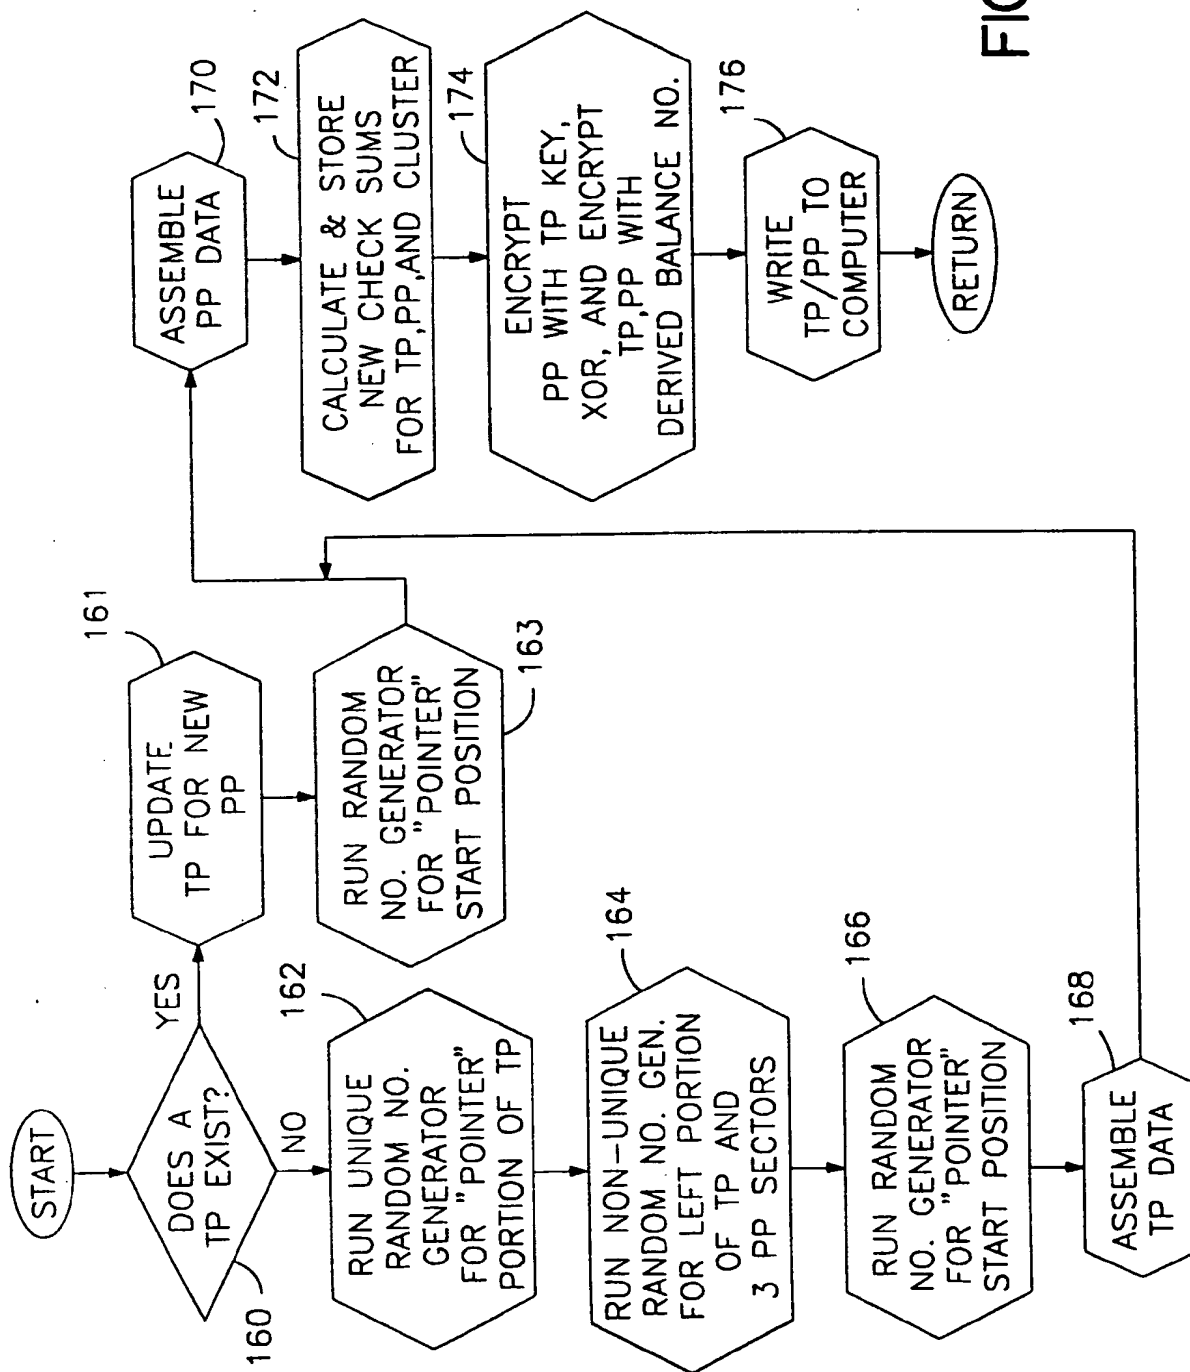 START
DOES A
TP EXIST?
160
YES
NO
UPDATE
TP FOR NEW
PP
161
RUN RANDOM
NO. GENERATOR
FOR "POINTER"
START POSITION
163
RUN UNIQUE
RANDOM NO.
GENERATOR
FOR "POINTER"
PORTION OF TP
162
RUN NON-UNIQUE
RANDOM NO. GEN.
FOR LEFT PORTION
OF TP AND
3 PP SECTORS
164
RUN RANDOM
NO. GENERATOR
FOR "POINTER"
START POSITION
166
ASSEMBLE
TP DATA
168
ASSEMBLE
PP DATA
170
CALCULATE & STORE
NEW CHECK SUMS
FOR TP,PP,AND CLUSTER
172
ENCRYPT
PP WITH TP KEY,
XOR, AND ENCRYPT
TP,PP WITH
DERIVED BALANCE NO.
174
WRITE
TP/PP TO
COMPUTER
176
RETURN